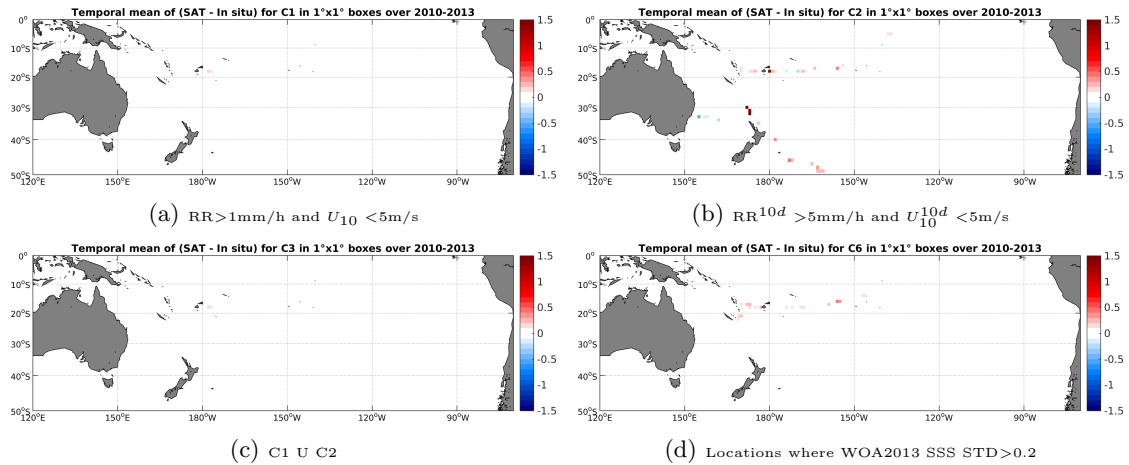 Temporal mean of (SAT - In situ) for C1 in 1°x1° boxes over 2010-2013
0°
10°S
20°S
30°S
40°S
50°S
120°E 150°E 180°W 150°W 120°W 90°W
1.5
1
0.5
0
-0.5
-1
-1.5
(a) RR>1mm/h and U10 <5m/s
Temporal mean of (SAT - In situ) for C2 in 1°x1° boxes over 2010-2013
0°
10°S
20°S
30°S
40°S
50°S
120°E 150°E 180°W 150°W 120°W 90°W
1.5
1
0.5
0
-0.5
-1
-1.5
(b) RR^10d >5mm/h and U10^10d <5m/s
Temporal mean of (SAT - In situ) for C3 in 1°x1° boxes over 2010-2013
0°
10°S
20°S
30°S
40°S
50°S
120°E 150°E 180°W 150°W 120°W 90°W
1.5
1
0.5
0
-0.5
-1
-1.5
(c) C1 U C2
Temporal mean of (SAT - In situ) for C6 in 1°x1° boxes over 2010-2013
0°
10°S
20°S
30°S
40°S
50°S
120°E 150°E 180°W 150°W 120°W 90°W
1.5
1
0.5
0
-0.5
-1
-1.5
(d) Locations where WOA2013 SSS STD>0.2